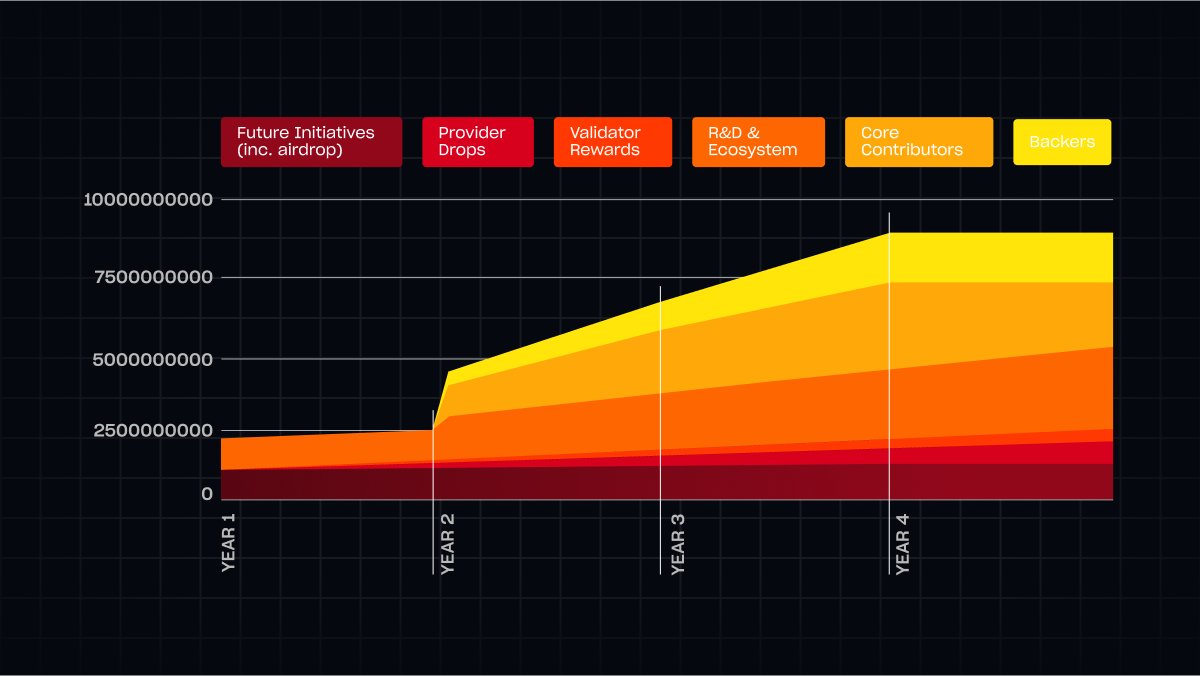 Future Initiatives
(inc. airdrop)
Provider
Drops
Validator
Rewards
R&D &
Ecosystem
Core
Contributors
Backers
10000000000
7500000000
5000000000
2500000000
0
YEAR 1
YEAR 2
YEAR 3
YEAR 4